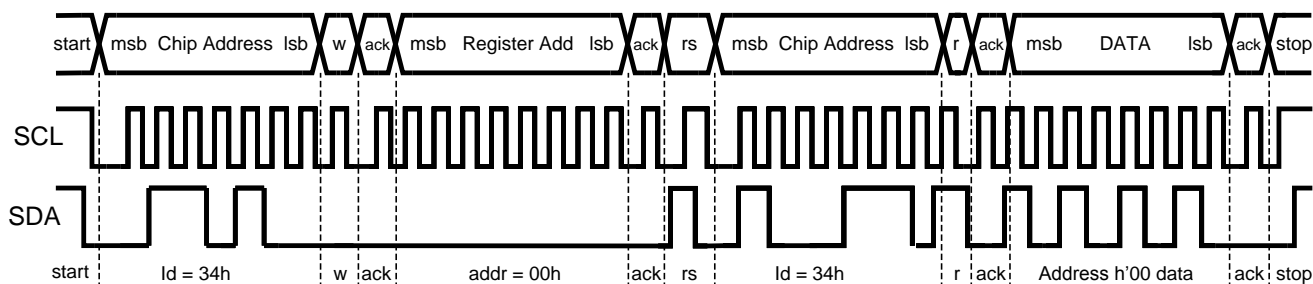 start msb Chip Address lsb w ack msb Register Add lsb ack rs msb Chip Address lsb r ack msb DATA lsb ack stop
SCL
SDA
start Id = 34h w ack addr = 00h ack rs Id = 34h r ack Address h'00 data ack stop